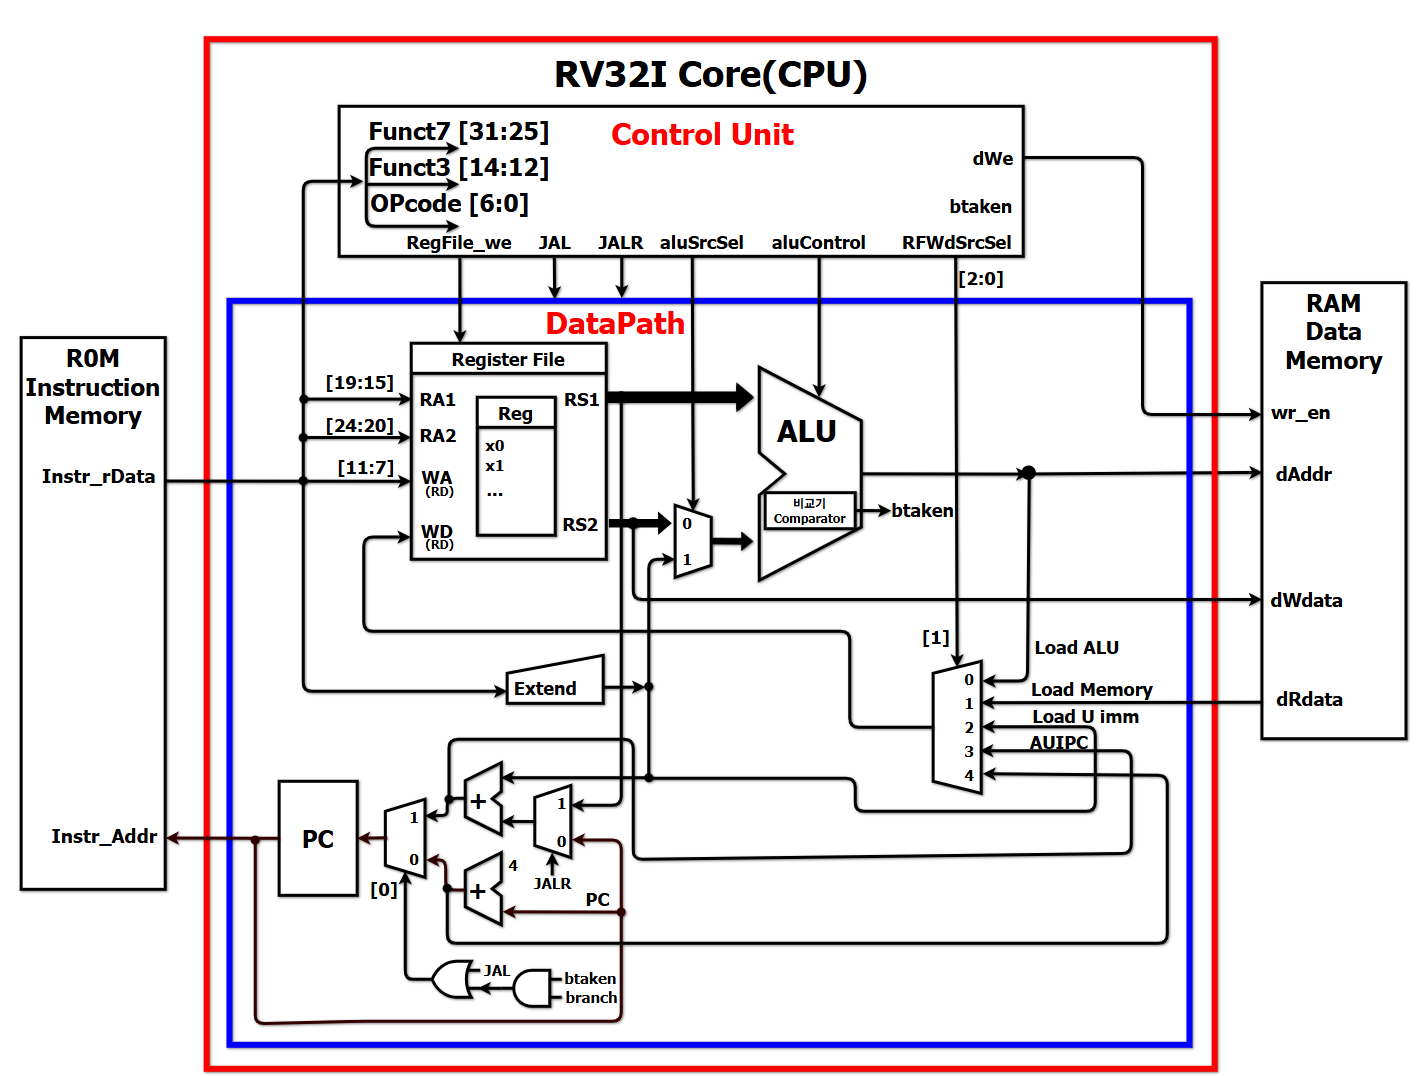 RV32I Core(CPU)
Control Unit
Funct7 [31:25]
Funct3 [14:12]
OPcode [6:0]
dWe
btaken
RegFile_we
JAL
JALR
aluSrcSel
aluControl
RFWdSrcSel
[2:0]
DataPath
R0M
Instruction
Memory
Instr_rData
Instr_Addr
RAM
Data
Memory
wr_en
dAddr
dWdata
dRdata
Register File
[19:15]
RA1
[24:20]
RA2
[11:7]
WA
(RD)
WD
(RD)
Reg
x0
x1
...
RS1
RS2
0
1
ALU
비교기
Comparator
btaken
Extend
[1]
0
1
2
3
4
Load ALU
Load Memory
Load U imm
AUIPC
PC
1
0
[0]
+
+
4
1
0
JALR
PC
JAL
btaken
branch